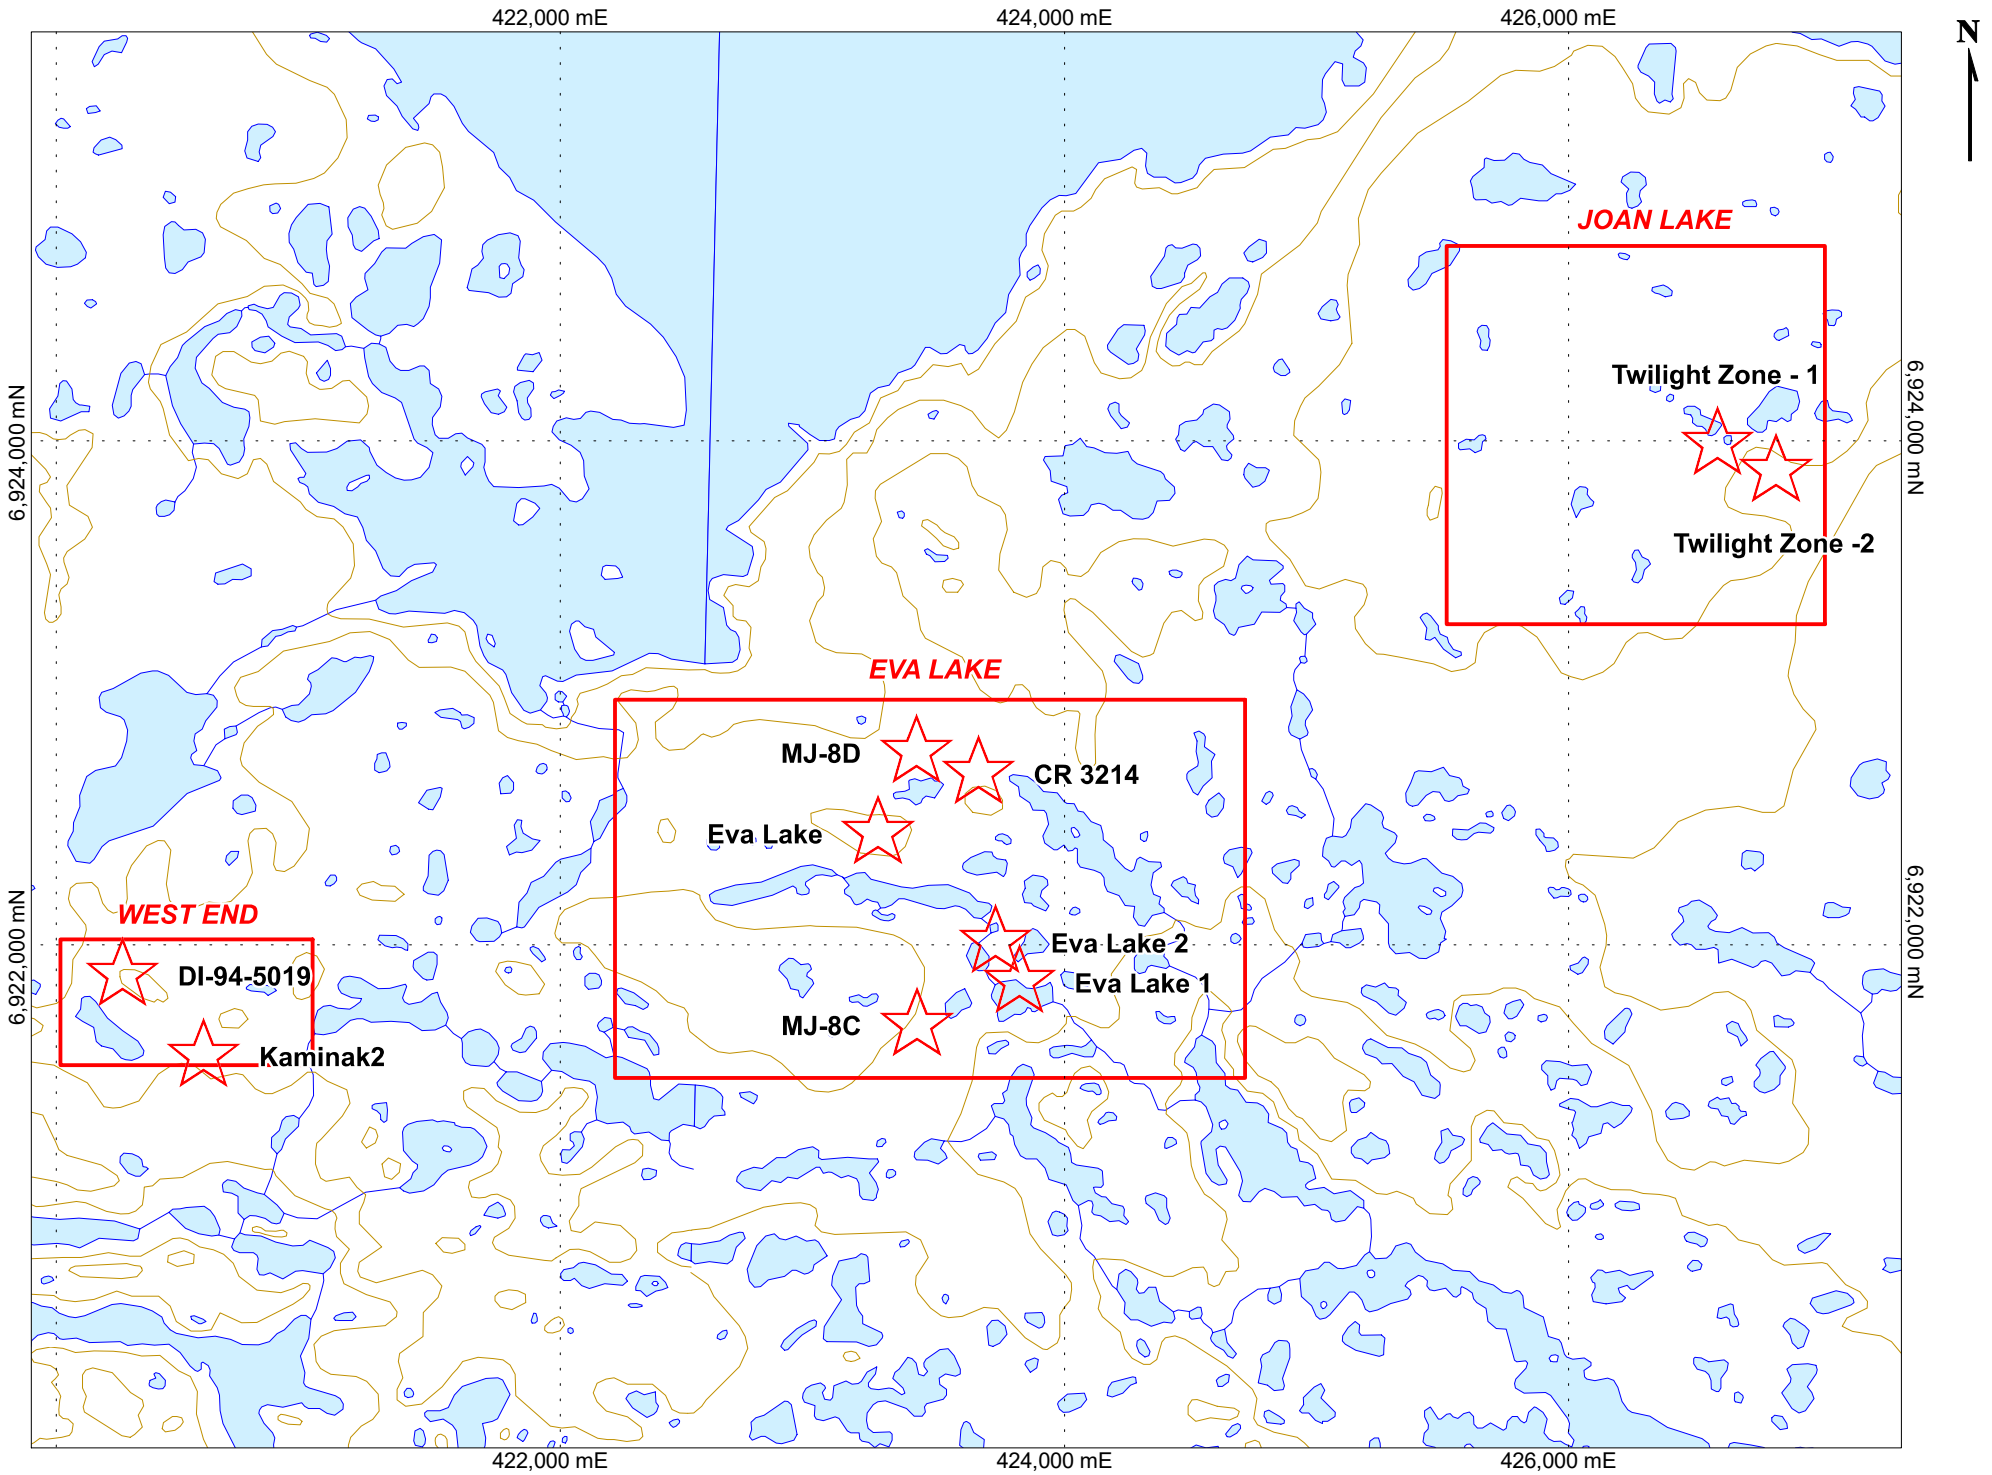 422,000 mE
424,000 mE
426,000 mE
N
JOAN LAKE
6,924,000 mN
6,924,000 mN
Twilight Zone - 1
Twilight Zone -2
EVA LAKE
MJ-8D
CR 3214
Eva Lake
6,922,000 mN
6,922,000 mN
WEST END
DI-94-5019
Eva Lake 2
Eva Lake 1
MJ-8C
Kaminak2
422,000 mE
424,000 mE
426,000 mE